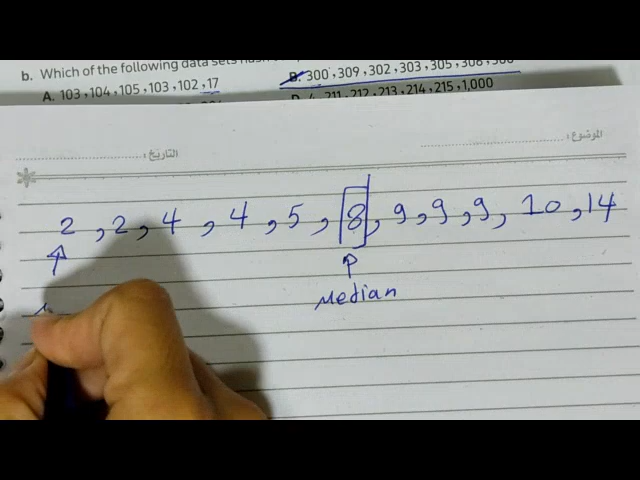 b. Which of the following data sets
A. 103 , 104 , 105 , 103 , 102 , 17
B. 300 , 309 , 302 , 303 , 305 , 306 , 300
D. 4 , 211 , 212 , 213 , 214 , 215 , 1,000
الموضوع :
التاريخ :
2 , 2 , 4 , 4 , 5 , 8 , 9 , 9 , 9 , 10 , 14
Median